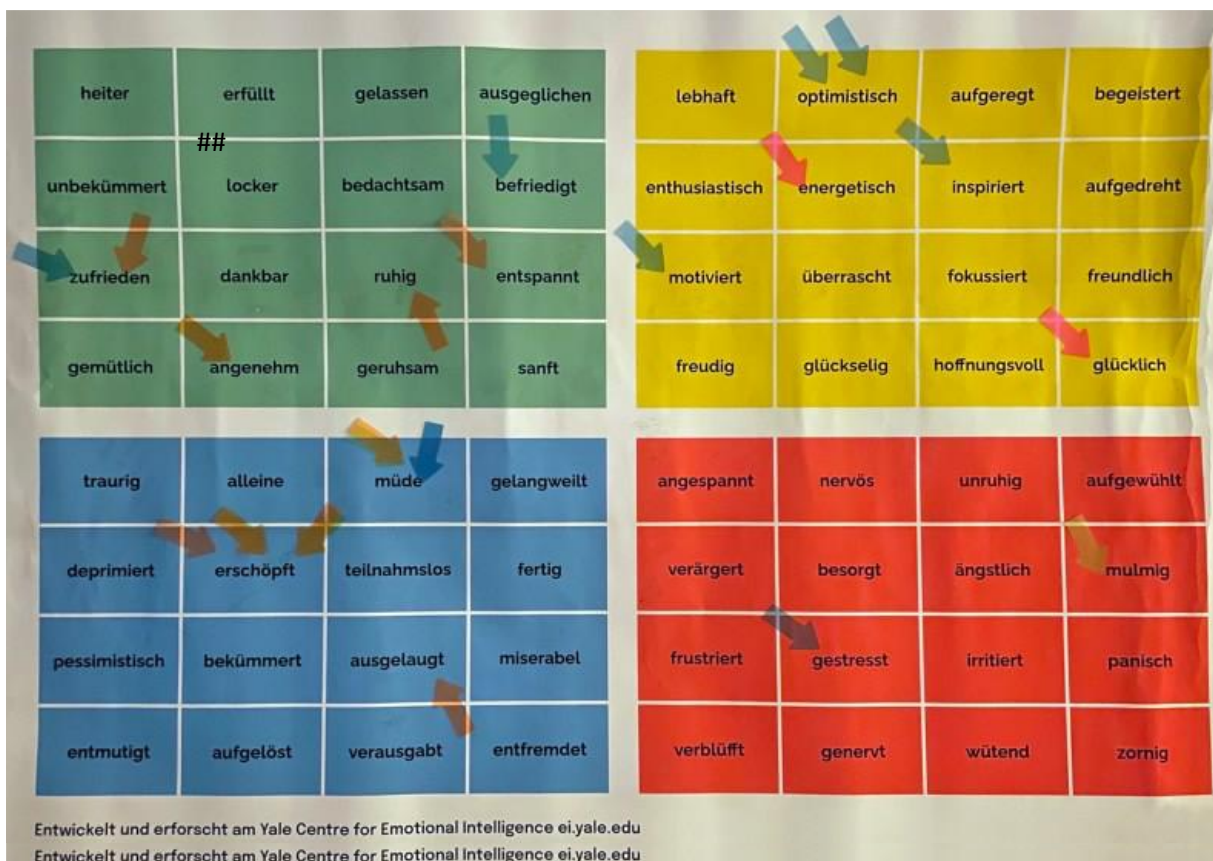 heiter erfüllt gelassen ausgeglichen
##
unbekümmert locker bedachtsam befriedigt
zufrieden dankbar ruhig entspannt
gemütlich angenehm geruhsam sanft
lebhaft optimistisch aufgeregt begeistert
enthusiastisch energetisch inspiriert aufgedreht
motiviert überrascht fokussiert freundlich
freudig glückselig hoffnungsvoll glücklich
traurig alleine müde gelangweilt
deprimiert erschöpft teilnahmslos fertig
pessimistisch bekümmert ausgelaugt miserabel
entmutigt aufgelöst verausgabt entfremdet
angespannt nervös unruhig aufgewühlt
verärgert besorgt ängstlich mulmig
frustriert gestresst irritiert panisch
verblüfft genervt wütend zornig
Entwickelt und erforscht am Yale Centre for Emotional Intelligence ei.yale.edu
Entwickelt und erforscht am Yale Centre for Emotional Intelligence ei.yale.edu